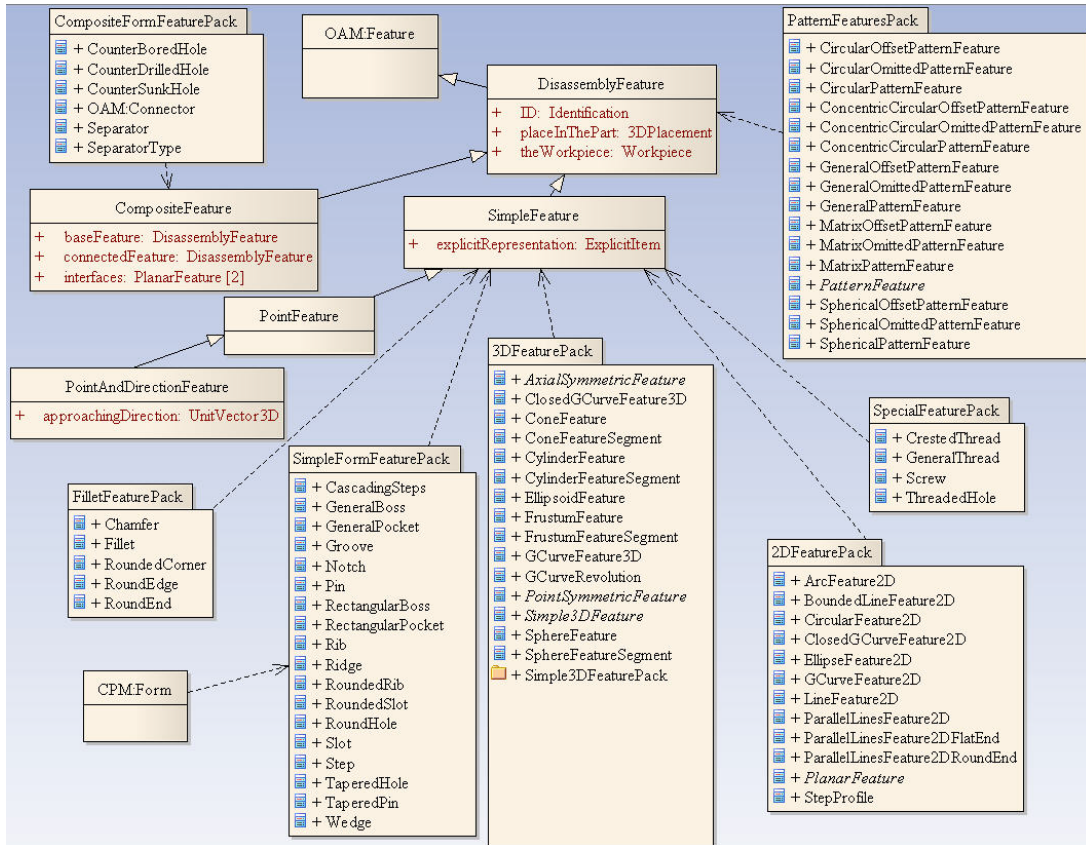 CompositeFormFeaturePack
+ CounterBoredHole
+ CounterDrilledHole
+ CounterSunkHole
+ OAM:Connector
+ Separator
+ SeparatorType
OAM:Feature
DisassemblyFeature
+ ID: Identification
+ placeInThePart: 3DPlacement
+ theWorkpiece: Workpiece
PatternFeaturesPack
+ CircularOffsetPatternFeature
+ CircularOmittedPatternFeature
+ CircularPatternFeature
+ ConcentricCircularOffsetPatternFeature
+ ConcentricCircularOmittedPatternFeature
+ ConcentricCircularPatternFeature
+ GeneralOffsetPatternFeature
+ GeneralOmittedPatternFeature
+ GeneralPatternFeature
+ MatrixOffsetPatternFeature
+ MatrixOmittedPatternFeature
+ MatrixPatternFeature
+ PatternFeature
+ SphericalOffsetPatternFeature
+ SphericalOmittedPatternFeature
+ SphericalPatternFeature
CompositeFeature
+ baseFeature: DisassemblyFeature
+ connectedFeature: DisassemblyFeature
+ interfaces: PlanarFeature [2]
SimpleFeature
+ explicitRepresentation: ExplicitItem
PointFeature
PointAndDirectionFeature
+ approachingDirection: UnitVector3D
FilletFeaturePack
+ Chamfer
+ Fillet
+ RoundedCorner
+ RoundEdge
+ RoundEnd
CPM:Form
SimpleFormFeaturePack
+ CascadingSteps
+ GeneralBoss
+ GeneralPocket
+ Groove
+ Notch
+ Pin
+ RectangularBoss
+ RectangularPocket
+ Rib
+ Ridge
+ RoundedRib
+ RoundedSlot
+ RoundHole
+ Slot
+ Step
+ TaperedHole
+ TaperedPin
+ Wedge
3DFeaturePack
+ AxialSymmetricFeature
+ ClosedGCurveFeature3D
+ ConeFeature
+ ConeFeatureSegment
+ CylinderFeature
+ CylinderFeatureSegment
+ EllipsoidFeature
+ FrustumFeature
+ FrustumFeatureSegment
+ GCurveFeature3D
+ GCurveRevolution
+ PointSymmetricFeature
+ Simple3DFeature
+ SphereFeature
+ SphereFeatureSegment
+ Simple3DFeaturePack
SpecialFeaturePack
+ CrestedThread
+ GeneralThread
+ Screw
+ ThreadedHole
2DFeaturePack
+ ArcFeature2D
+ BoundedLineFeature2D
+ CircularFeature2D
+ ClosedGCurveFeature2D
+ EllipseFeature2D
+ GCurveFeature2D
+ LineFeature2D
+ ParallelLinesFeature2D
+ ParallelLinesFeature2DFlatEnd
+ ParallelLinesFeature2DRoundEnd
+ PlanarFeature
+ StepProfile